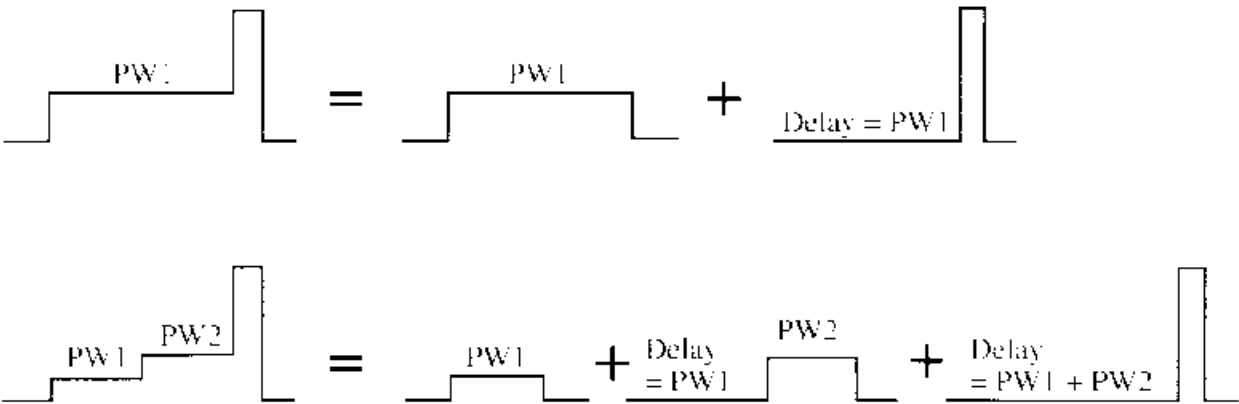 PW1
=
PW1
+
Delay = PW1
PW1
PW2
=
PW1
+
Delay
= PW1
PW2
+
Delay
= PW1 + PW2